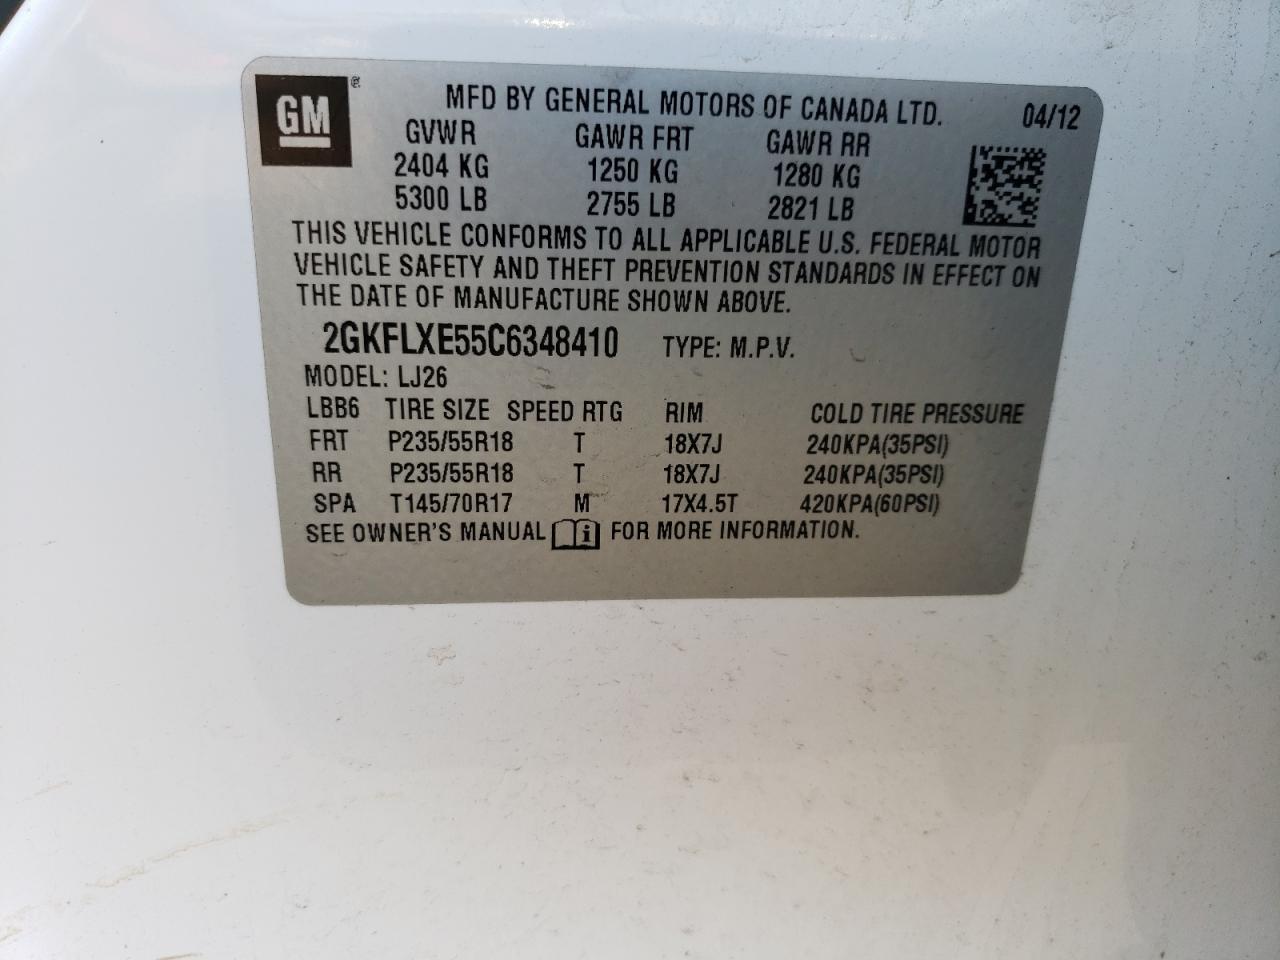 GM ®
MFD BY GENERAL MOTORS OF CANADA LTD. 04/12
GVWR GAWR FRT GAWR RR
2404 KG 1250 KG 1280 KG
5300 LB 2755 LB 2821 LB
THIS VEHICLE CONFORMS TO ALL APPLICABLE U.S. FEDERAL MOTOR
VEHICLE SAFETY AND THEFT PREVENTION STANDARDS IN EFFECT ON
THE DATE OF MANUFACTURE SHOWN ABOVE.
2GKFLXE55C6348410 TYPE: M.P.V.
MODEL: LJ26
LBB6 TIRE SIZE SPEED RTG RIM COLD TIRE PRESSURE
FRT P235/55R18 T 18X7J 240KPA(35PSI)
RR P235/55R18 T 18X7J 240KPA(35PSI)
SPA T145/70R17 M 17X4.5T 420KPA(60PSI)
SEE OWNER'S MANUAL i FOR MORE INFORMATION.